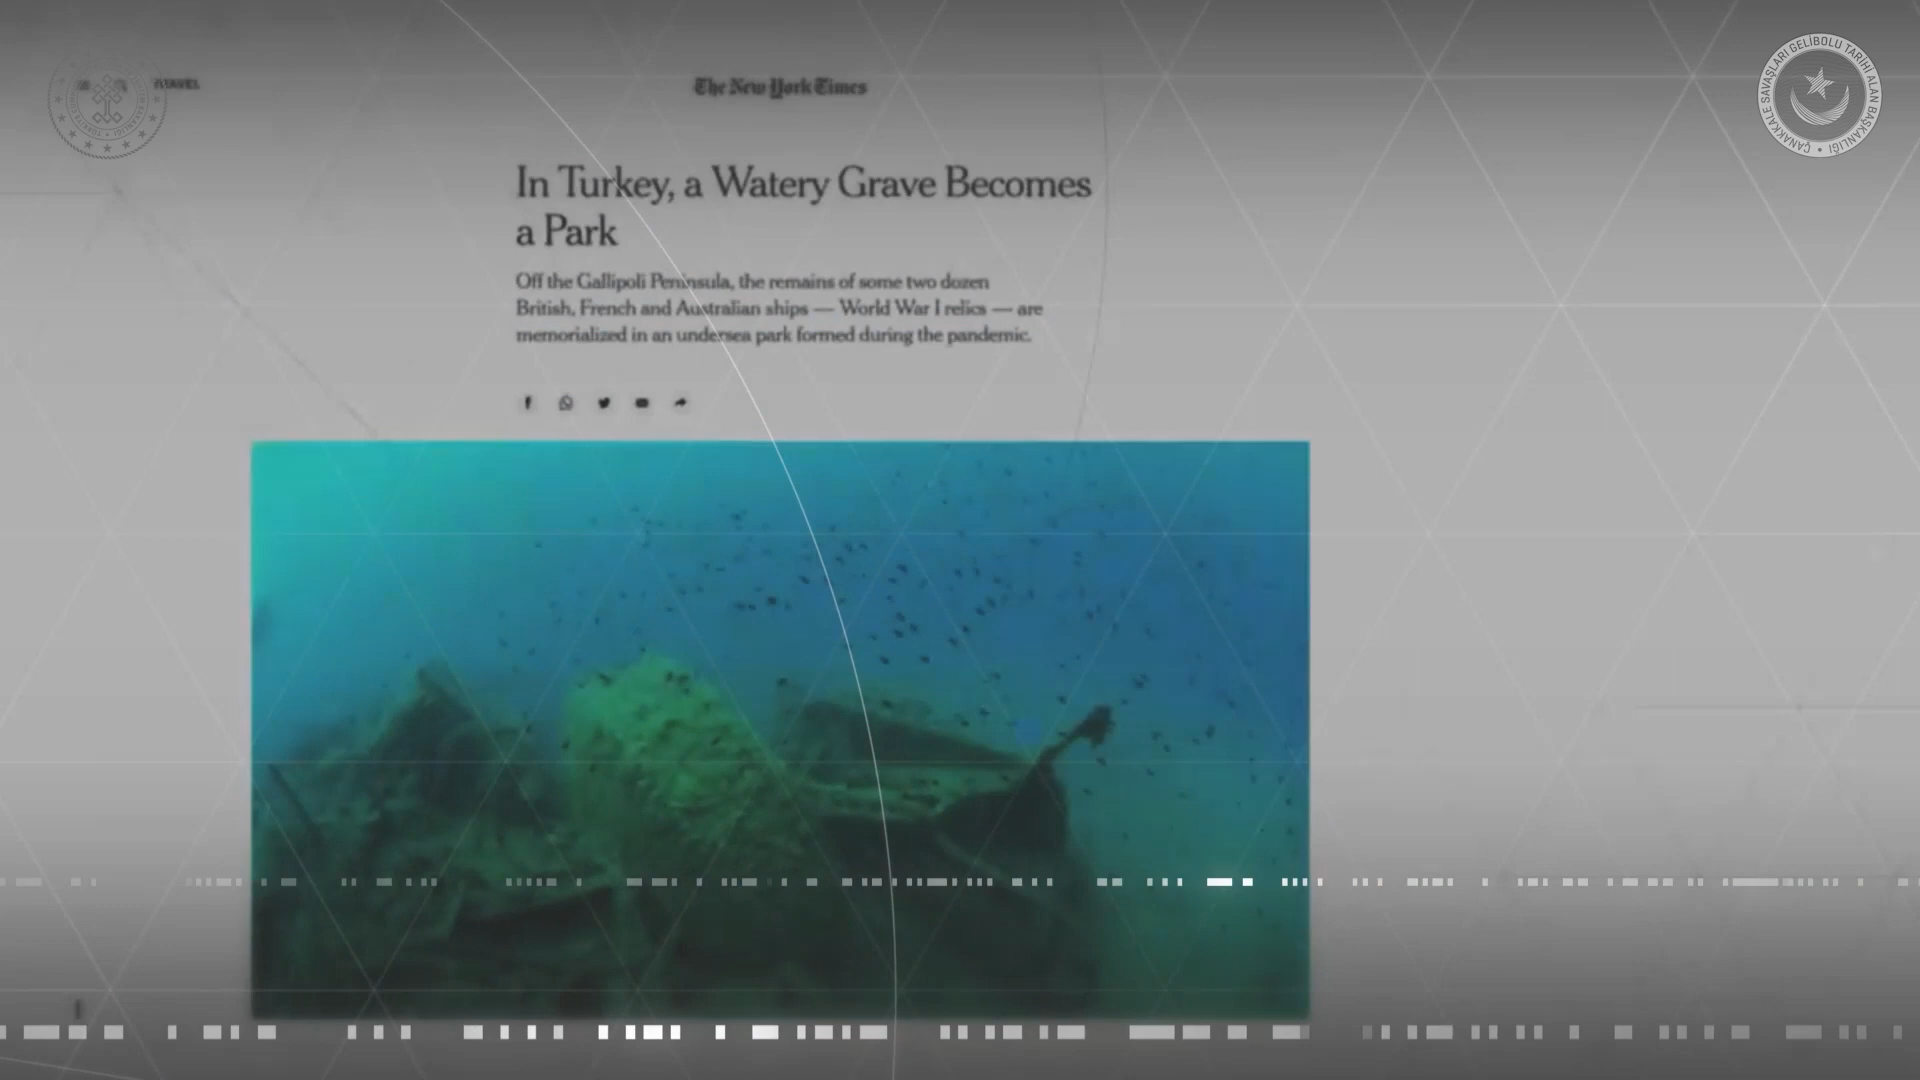 TRAVEL
The New York Times
ÇANAKKALE SAVAŞLARI GELİBOLU TARİHİ ALAN BAŞKANLIĞI
In Turkey, a Watery Grave Becomes
a Park
Off the Gallipoli Peninsula, the remains of some two dozen
British, French and Australian ships — World War I relics — are
memorialized in an undersea park formed during the pandemic.